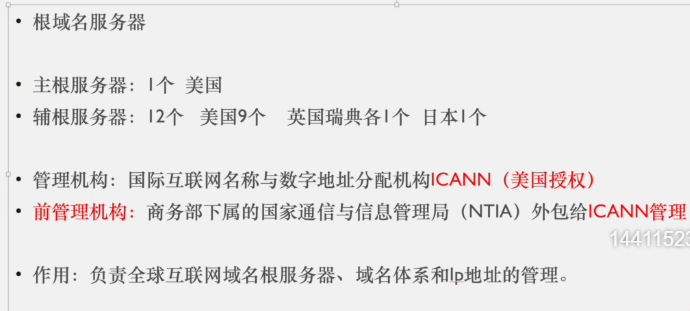 • 根域名服务器
• 主根服务器：1个 美国
• 辅根服务器：12个 美国9个 英国瑞典各1个 日本1个
• 管理机构：国际互联网名称与数字地址分配机构ICANN（美国授权）
• 前管理机构：商务部下属的国家通信与信息管理局（NTIA）外包给ICANN管理
14411523
• 作用：负责全球互联网域名根服务器、域名体系和Ip地址的管理。